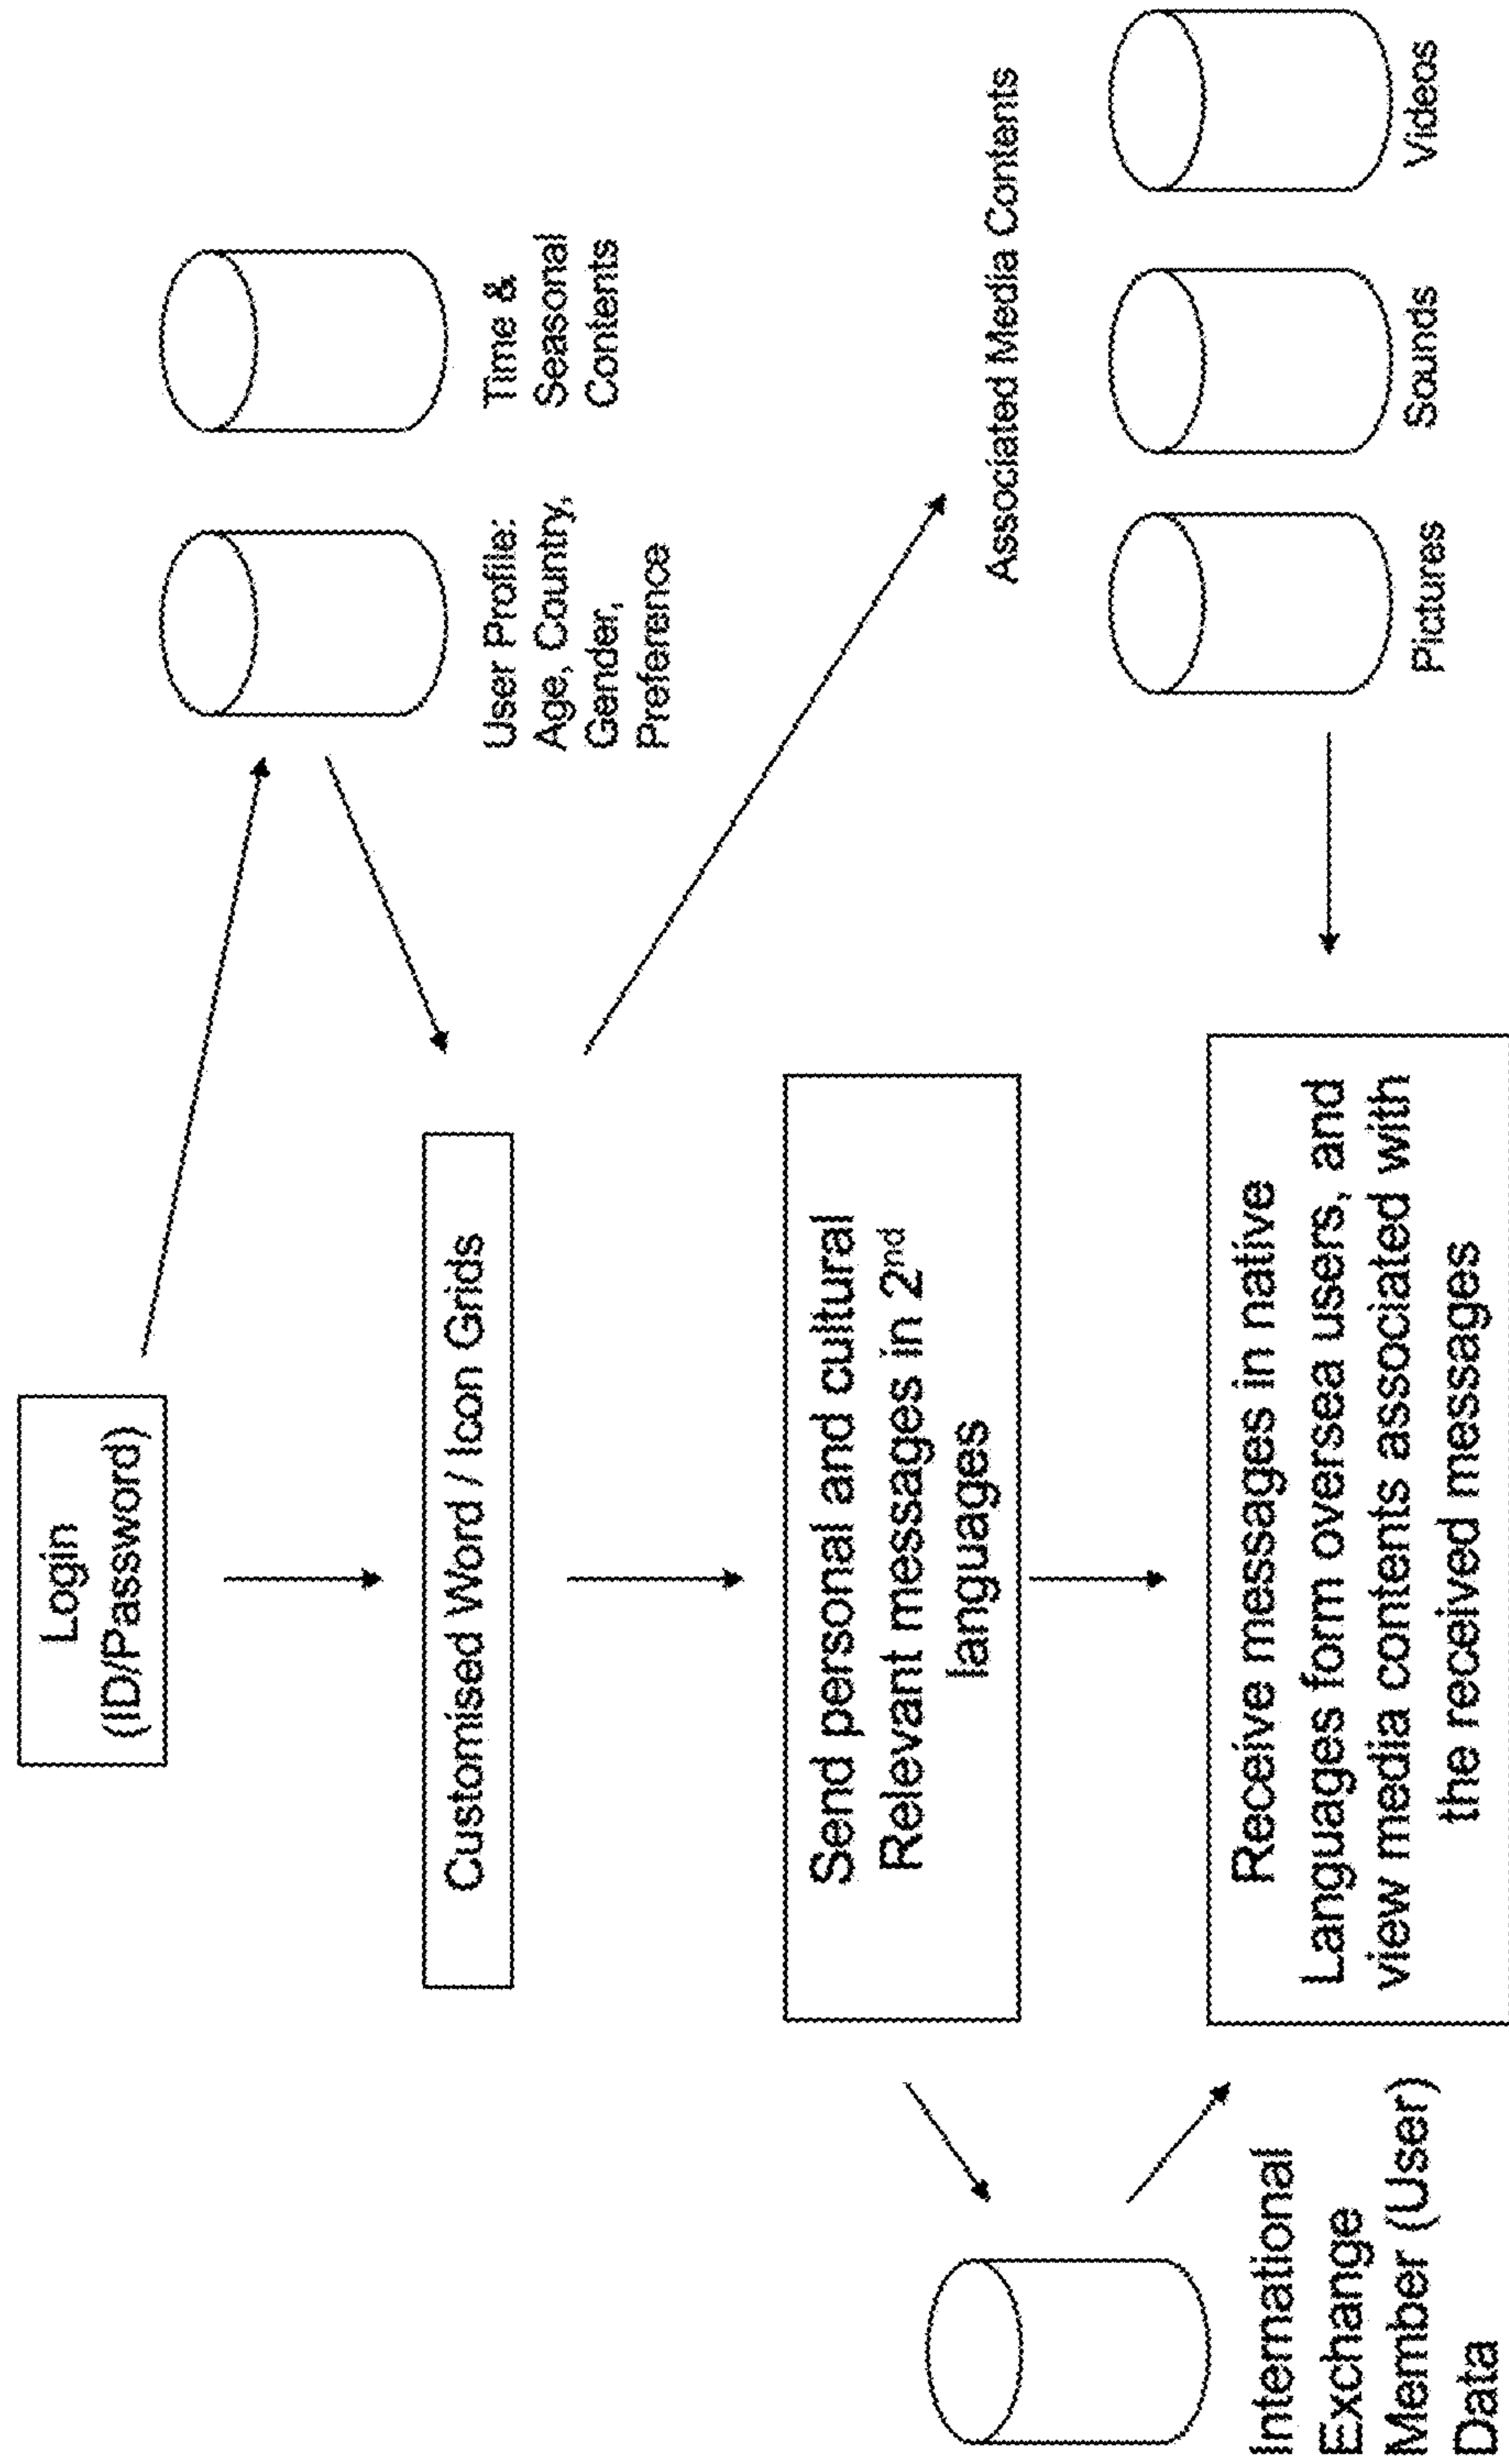 Login
(ID/Password)
User Profile:
Age, Country,
Gender,
Preference
Time &
Seasonal
Contents
Customised Word / Icon Grids
Send personal and cultural
Relevant messages in 2nd
languages
Associated Media Contents
Pictures
Sounds
Videos
International
Exchange
Member (User)
Data
Receive messages in native
Languages form oversea users, and
view media contents associated with
the received messages